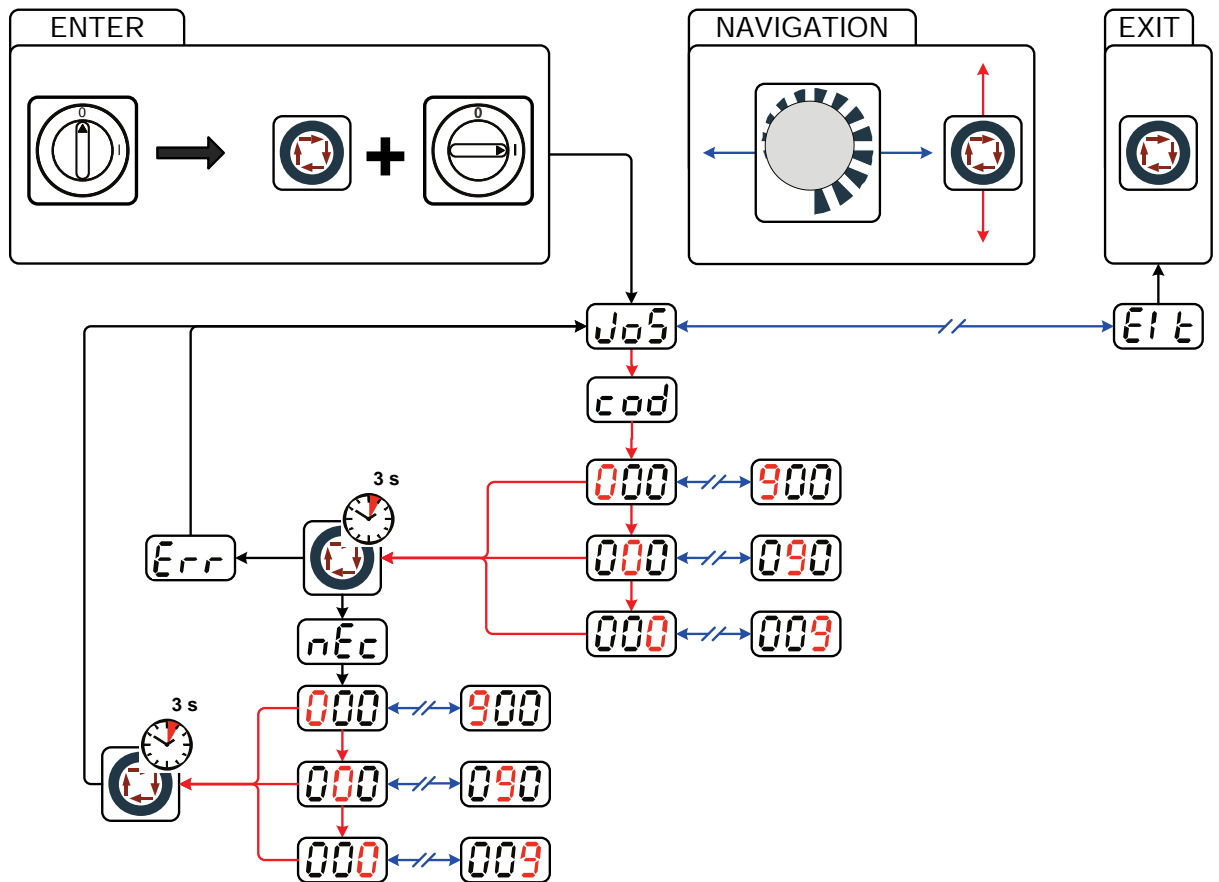 ENTER
NAVIGATION
EXIT
0
I
0
I
JoS
EIt
cod
000
900
3 s
Err
000
090
000
009
nEc
000
900
3 s
000
090
000
009